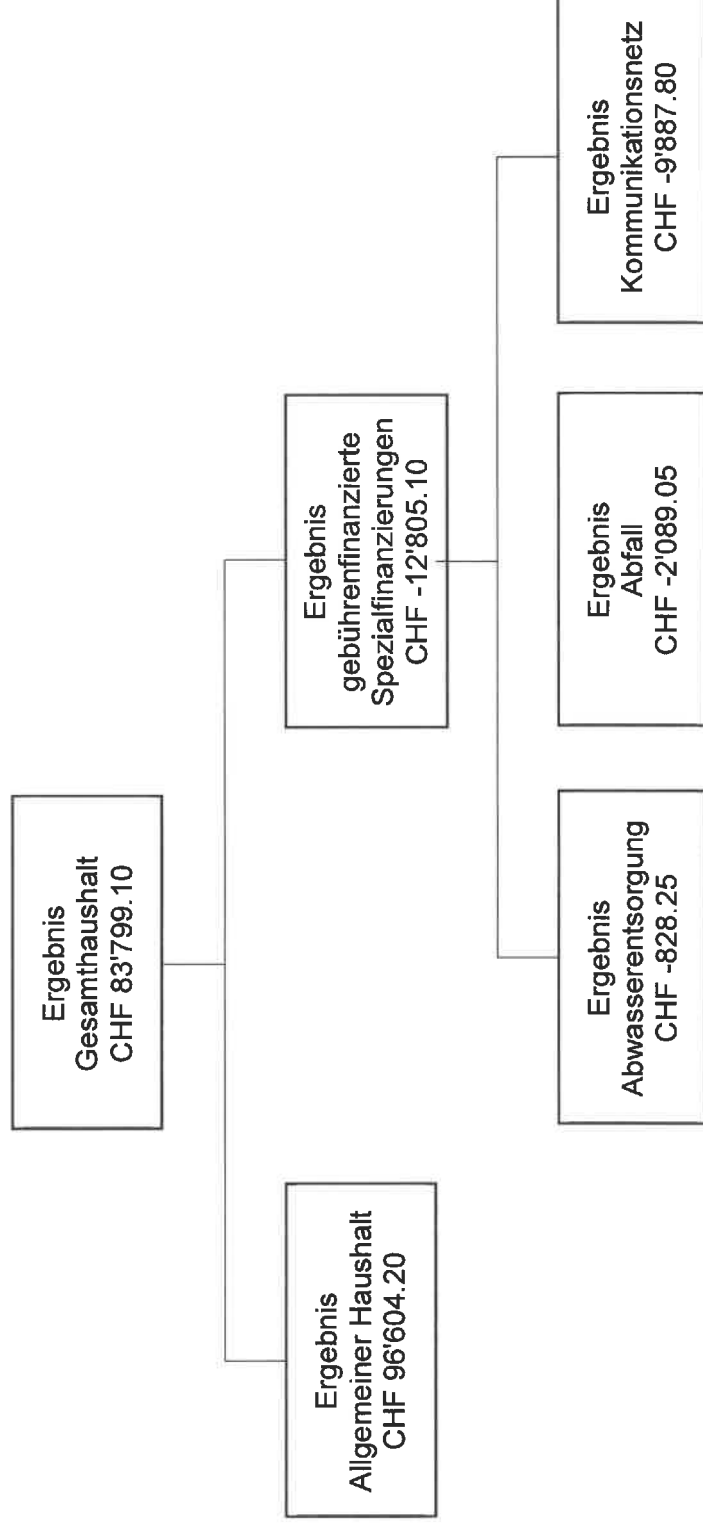 Ergebnis
Gesamthaushalt
CHF 83'799.10
Ergebnis
Allgemeiner Haushalt
CHF 96'604.20
Ergebnis
gebührenfinanzierte
Spezialfinanzierungen
CHF -12'805.10
Ergebnis
Abwasserentsorgung
CHF -828.25
Ergebnis
Abfall
CHF -2'089.05
Ergebnis
Kommunikationsnetz
CHF -9'887.80